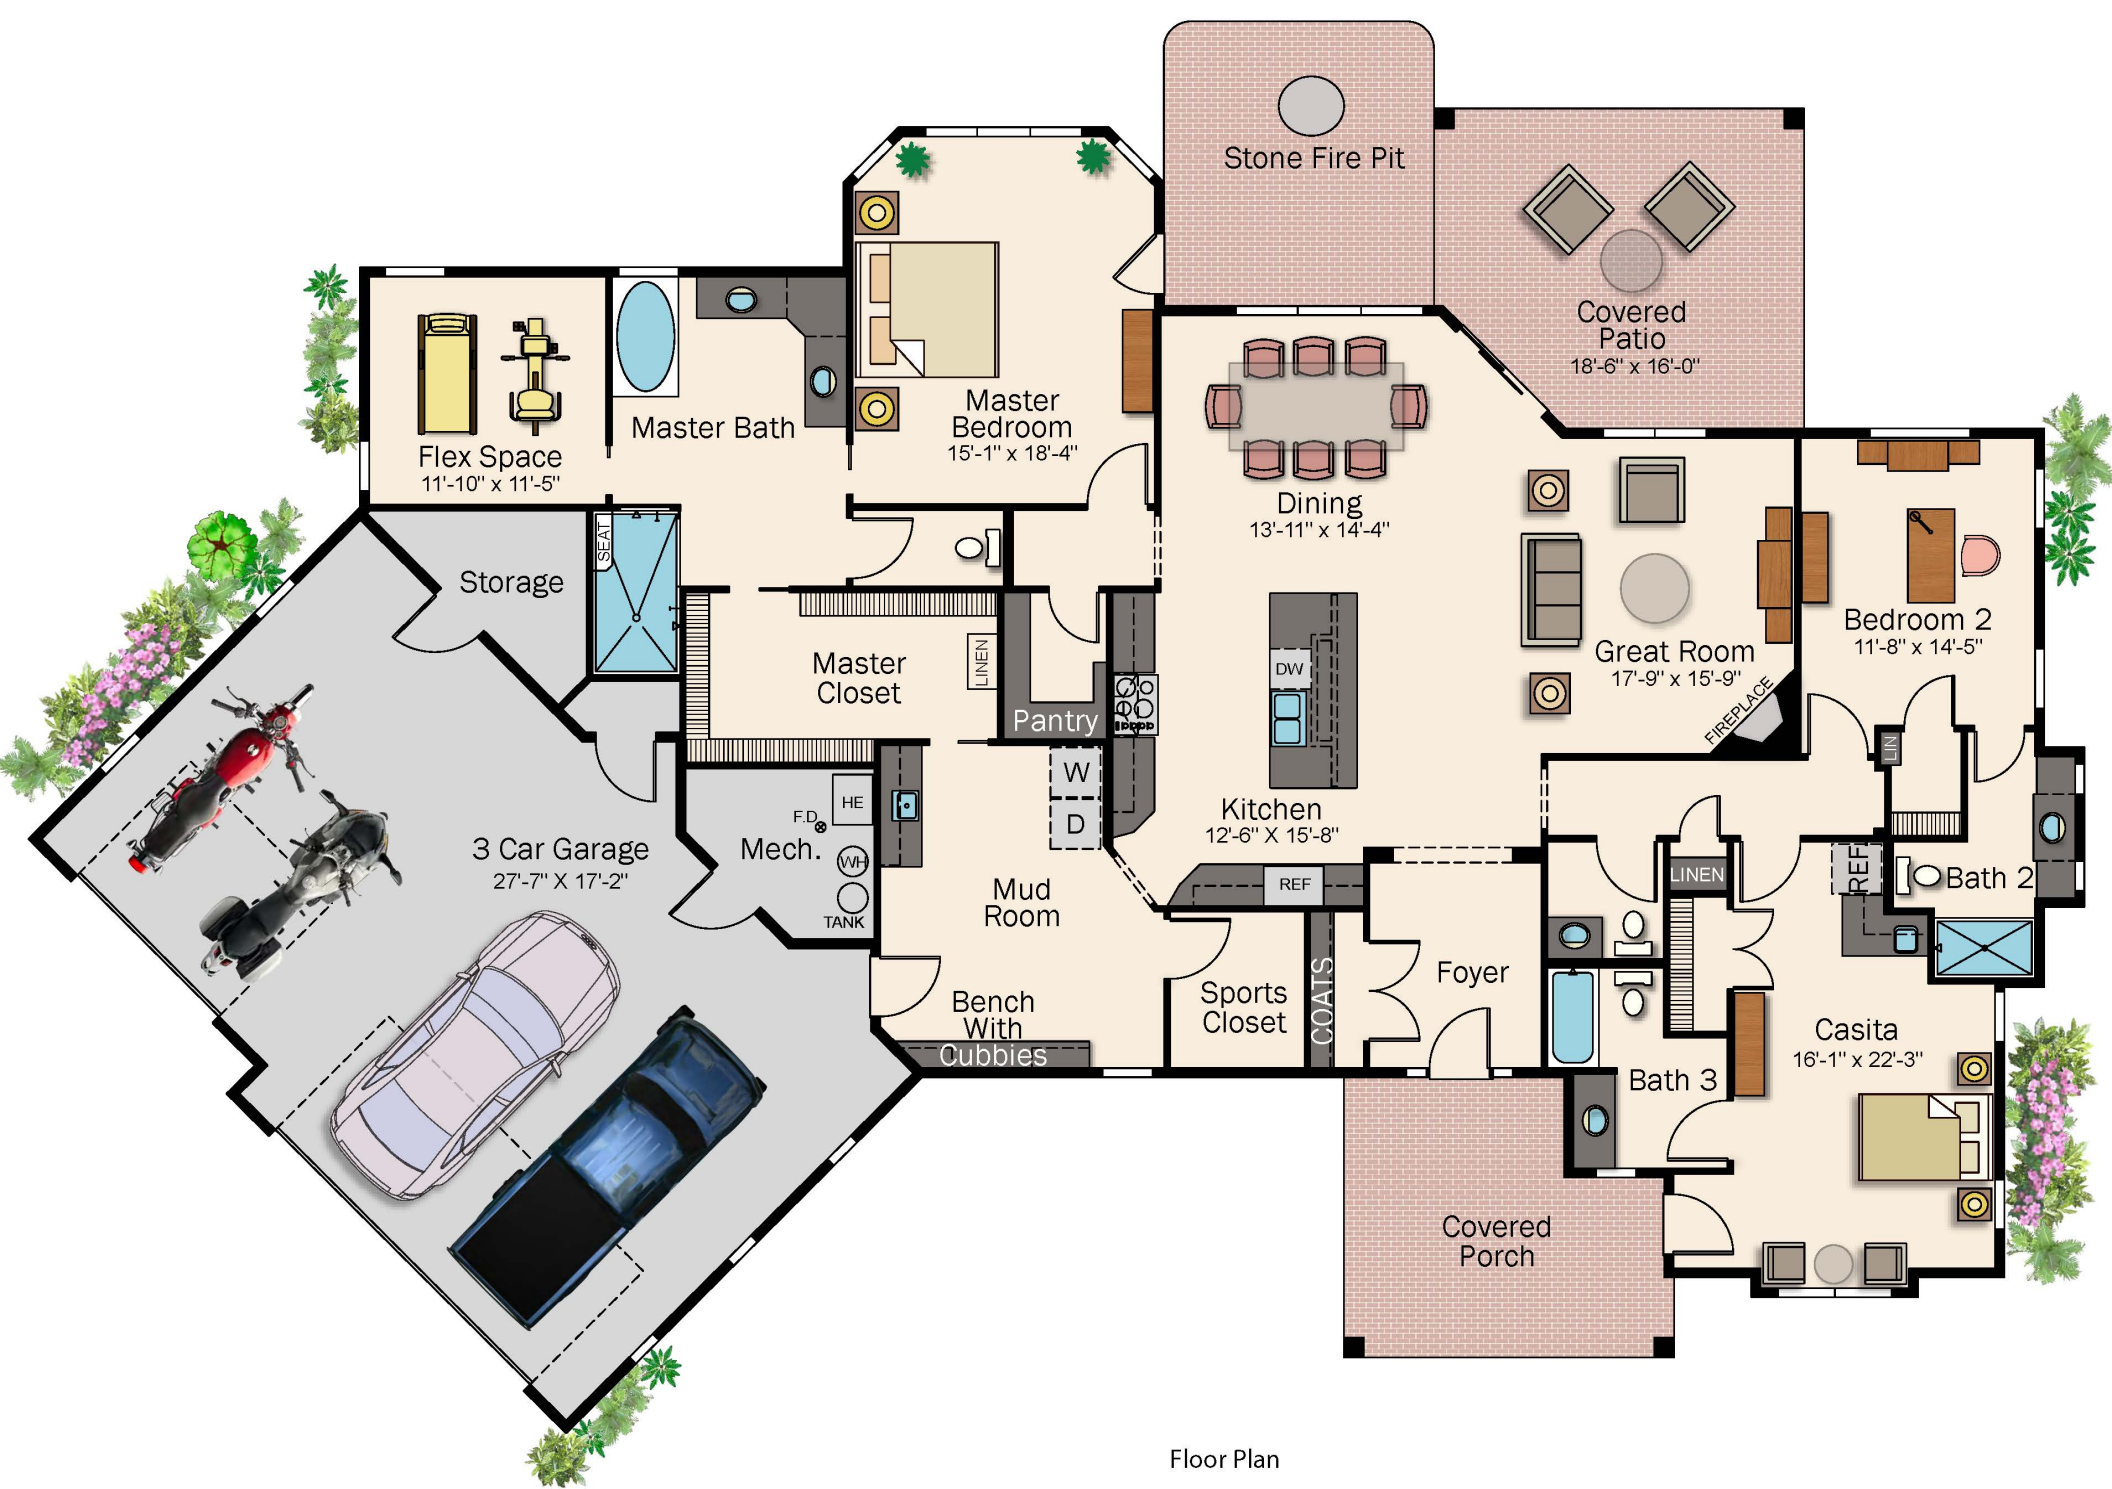 Stone Fire Pit
Covered
Patio
18'-6" x 16'-0"
Master
Bedroom
15'-1" x 18'-4"
Master Bath
Flex Space
11'-10" x 11'-5"
Dining
13'-11" x 14'-4"
SEAT
Storage
Bedroom 2
11'-8" x 14'-5"
Great Room
17'-9" x 15'-9"
FIREPLACE
Master
Closet
LINEN
Pantry
DW
LIN
W
D
HE
F.D
Mech.
WH
TANK
Kitchen
12'-6" X 15'-8"
3 Car Garage
27'-7" X 17'-2"
Mud
Room
REF
LINEN
REF
Bath 2
Foyer
Sports
Closet
COATS
Bench
With
Cubbies
Casita
16'-1" x 22'-3"
Bath 3
Covered
Porch
Floor Plan